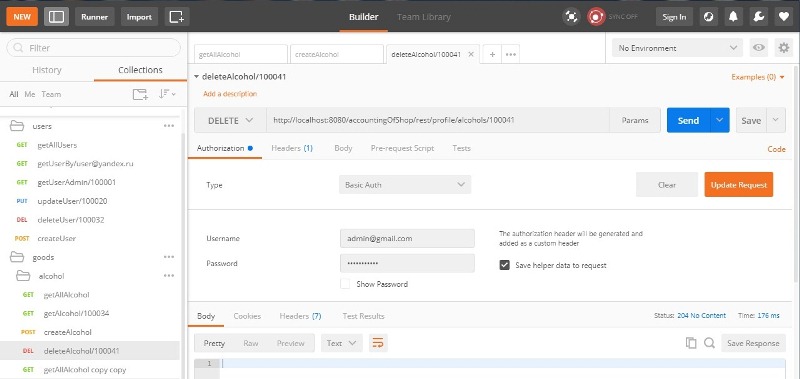 NEW Runner Import Builder Team Library SYNC OFF Sign In
Filter
History Collections
All Me Team
users
GET getAllUsers
GET getUserBy/user@yandex.ru
GET getUserAdmin/100001
PUT updateUser/100020
DEL deleteUser/100032
POST createUser
goods
alcohol
GET getAllAlcohol
GET getAlcohol/100034
POST createAlcohol
DEL deleteAlcohol/100041
GET getAllAlcohol copy copy
getAllAlcohol createAlcohol deleteAlcohol/100041
No Environment
deleteAlcohol/100041 Examples (0)
Add a description
DELETE http://localhost:8080/accountingOfShop/rest/profile/alcohols/100041 Params Send Save
Authorization Headers (1) Body Pre-request Script Tests Code
Type Basic Auth Clear Update Request
Username admin@gmail.com
Password •••••••••••
Show Password
The authorization header will be generated and
added as a custom header
Save helper data to request
Body Cookies Headers (7) Test Results Status: 204 No Content Time: 176 ms
Pretty Raw Preview Text Save Response
1